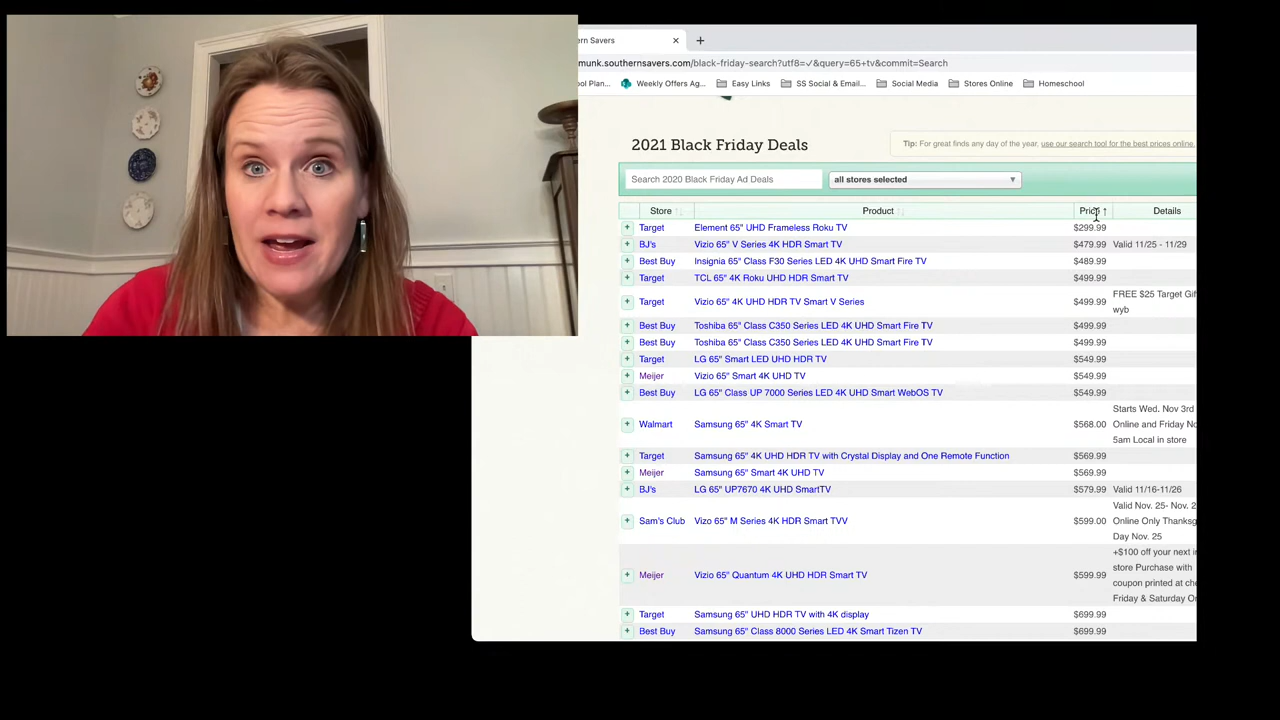 ern Savers
munk.southernsavers.com/black-friday-search?utf8=✓&query=65+tv&commit=Search
ool Plan... Weekly Offers Ag... Easy Links SS Social & Email... Social Media Stores Online Homeschool
2021 Black Friday Deals
Tip: For great finds any day of the year, use our search tool for the best prices online.
Search 2020 Black Friday Ad Deals all stores selected
Store Product Price Details
+ Target Element 65" UHD Frameless Roku TV $299.99
+ BJ's Vizio 65" V Series 4K HDR Smart TV $479.99 Valid 11/25 - 11/29
+ Best Buy Insignia 65" Class F30 Series LED 4K UHD Smart Fire TV $489.99
+ Target TCL 65" 4K Roku UHD HDR Smart TV $499.99
+ Target Vizio 65" 4K UHD HDR TV Smart V Series $499.99 FREE $25 Target Gif
wyb
+ Best Buy Toshiba 65" Class C350 Series LED 4K UHD Smart Fire TV $499.99
+ Best Buy Toshiba 65" Class C350 Series LED 4K UHD Smart Fire TV $499.99
+ Target LG 65" Smart LED UHD HDR TV $549.99
+ Meijer Vizio 65" Smart 4K UHD TV $549.99
+ Best Buy LG 65" Class UP 7000 Series LED 4K UHD Smart WebOS TV $549.99
+ Walmart Samsung 65" 4K Smart TV $568.00 Starts Wed. Nov 3rd
Online and Friday No
5am Local in store
+ Target Samsung 65" 4K UHD HDR TV with Crystal Display and One Remote Function $569.99
+ Meijer Samsung 65" Smart 4K UHD TV $569.99
+ BJ's LG 65" UP7670 4K UHD SmartTV $579.99 Valid 11/16-11/26
+ Sam's Club Vizo 65" M Series 4K HDR Smart TVV $599.00 Valid Nov. 25- Nov. 2
Online Only Thanksg
Day Nov. 25
+ Meijer Vizio 65" Quantum 4K UHD HDR Smart TV $599.99 +$100 off your next in
store Purchase with
coupon printed at che
Friday & Saturday On
+ Target Samsung 65" UHD HDR TV with 4K display $699.99
+ Best Buy Samsung 65" Class 8000 Series LED 4K Smart Tizen TV $699.99